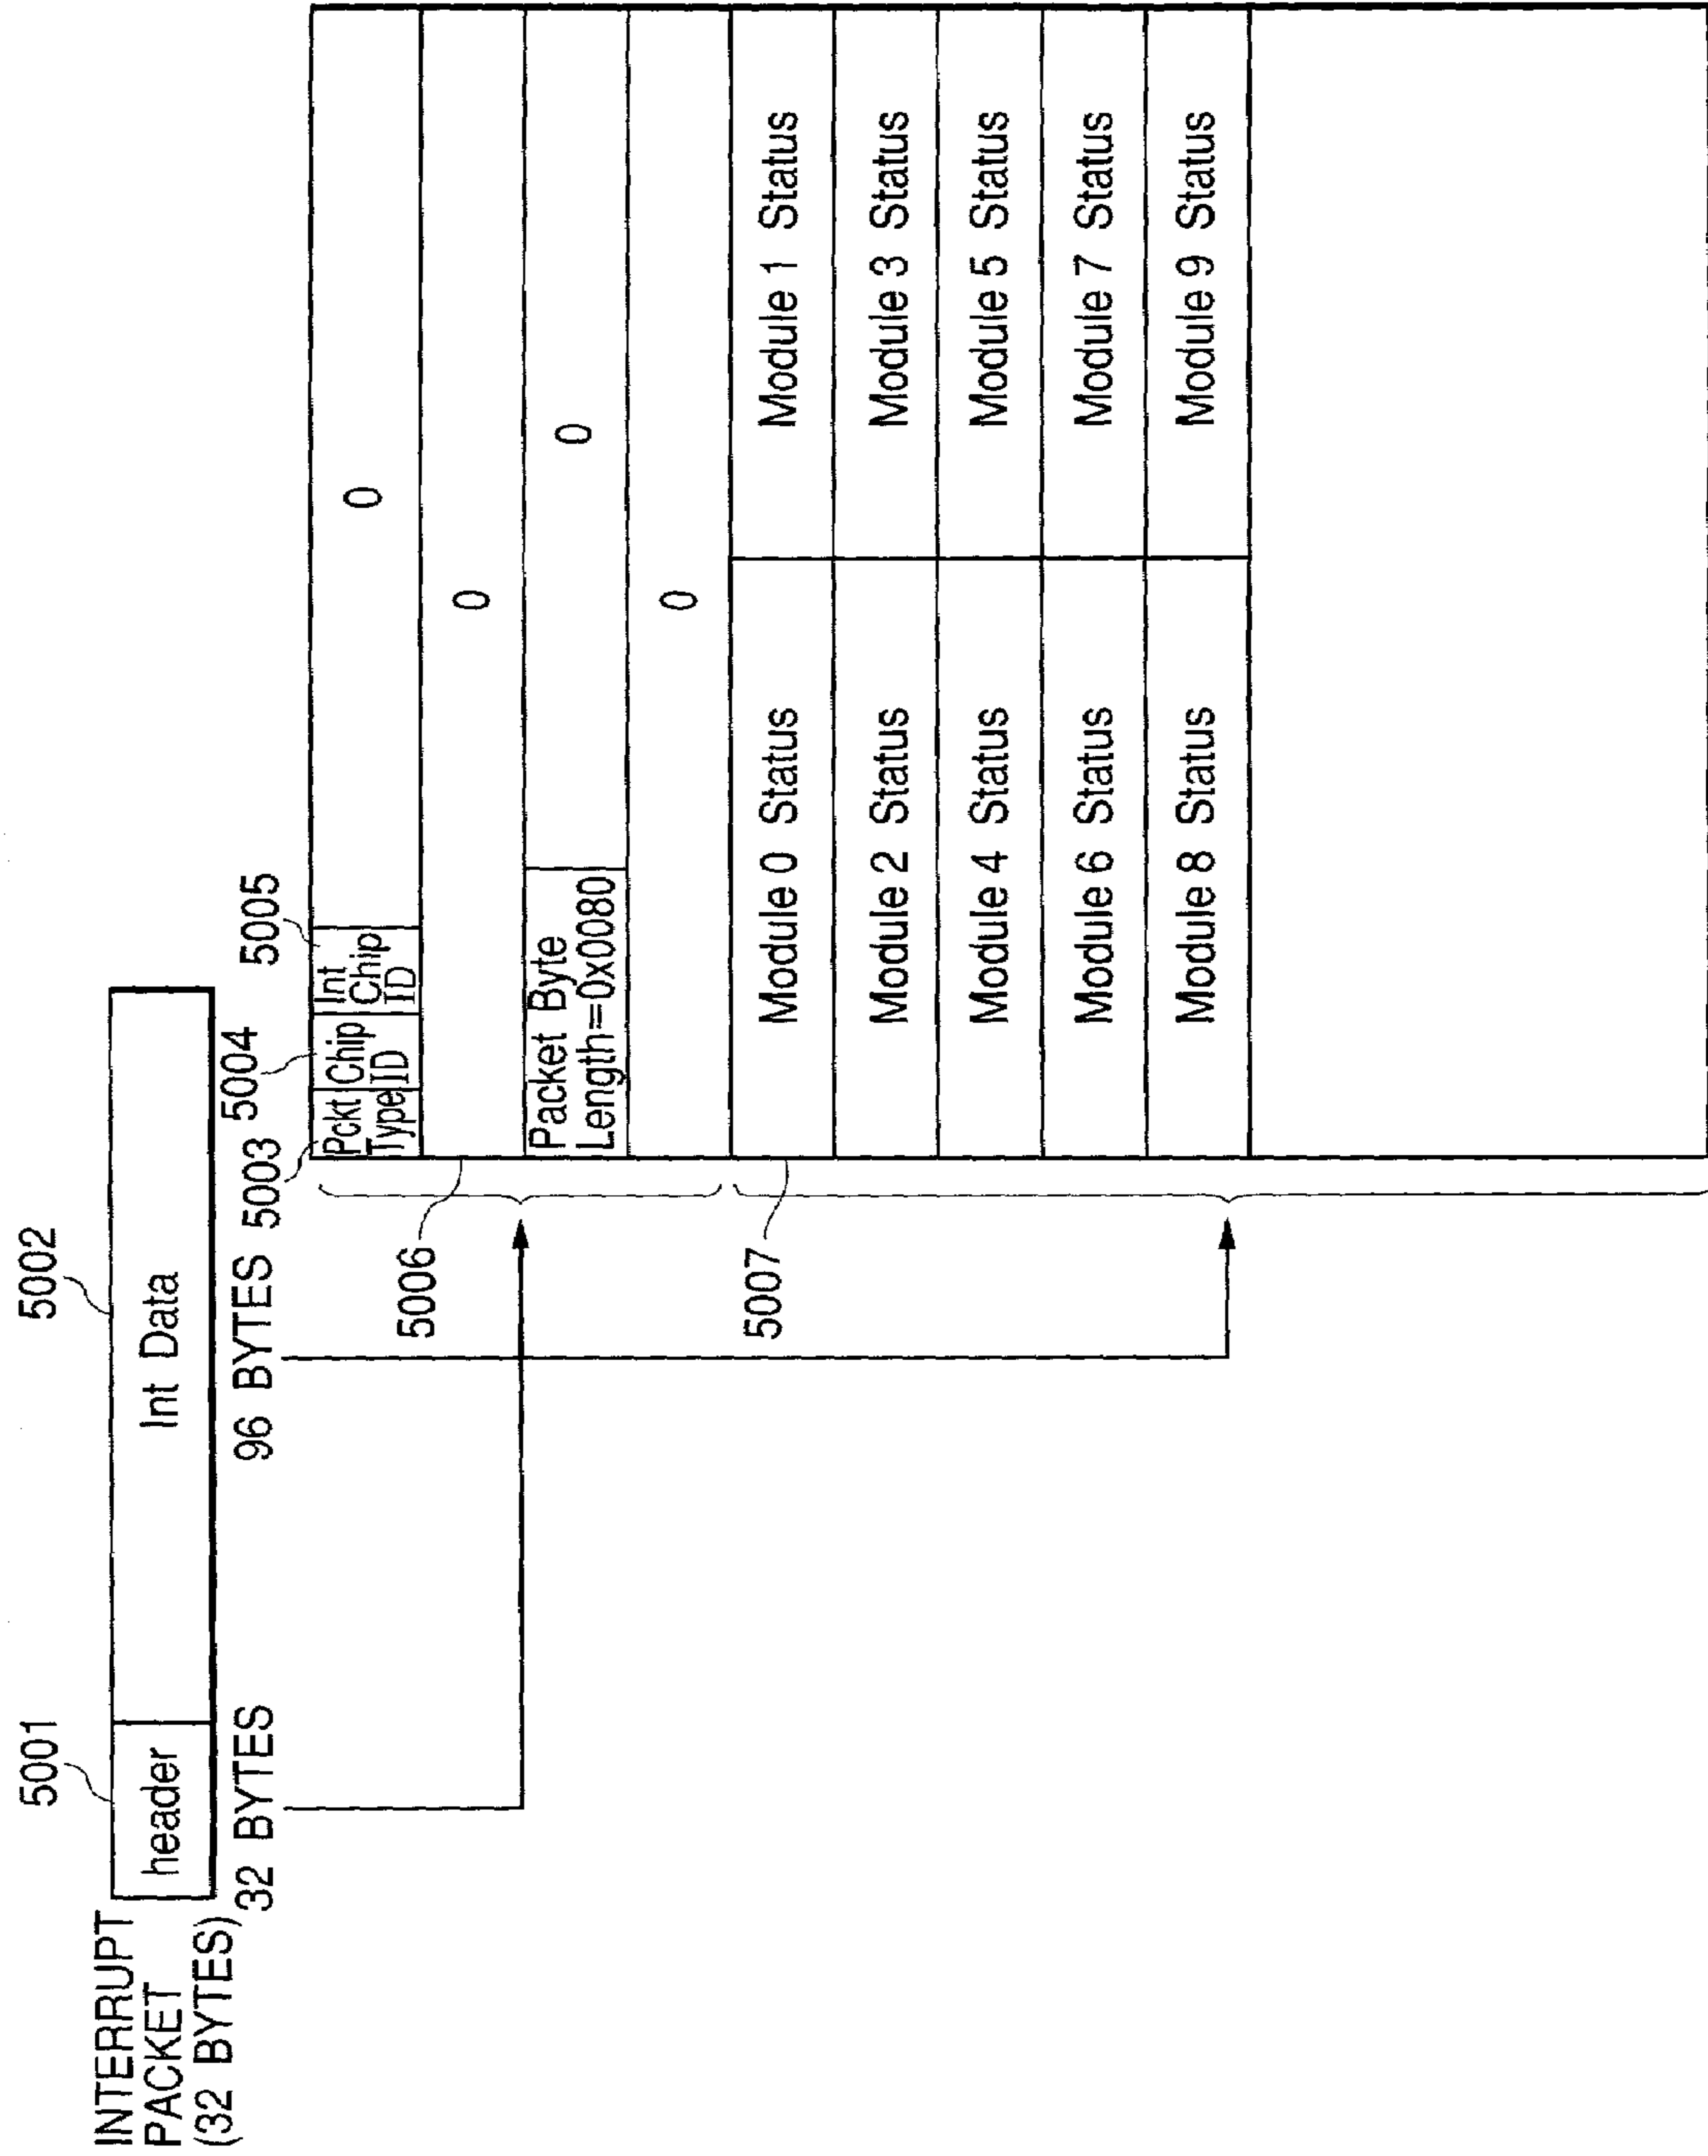 INTERRUPT
PACKET
(32 BYTES)
5001
5002
header
Int Data
32 BYTES
96 BYTES
5003
5004
5005
Pckt
Type
Chip
ID
Int
Chip
ID
0
5006
0
Packet Byte
Length=0x0080
0
0
5007
Module 0 Status
Module 1 Status
Module 2 Status
Module 3 Status
Module 4 Status
Module 5 Status
Module 6 Status
Module 7 Status
Module 8 Status
Module 9 Status